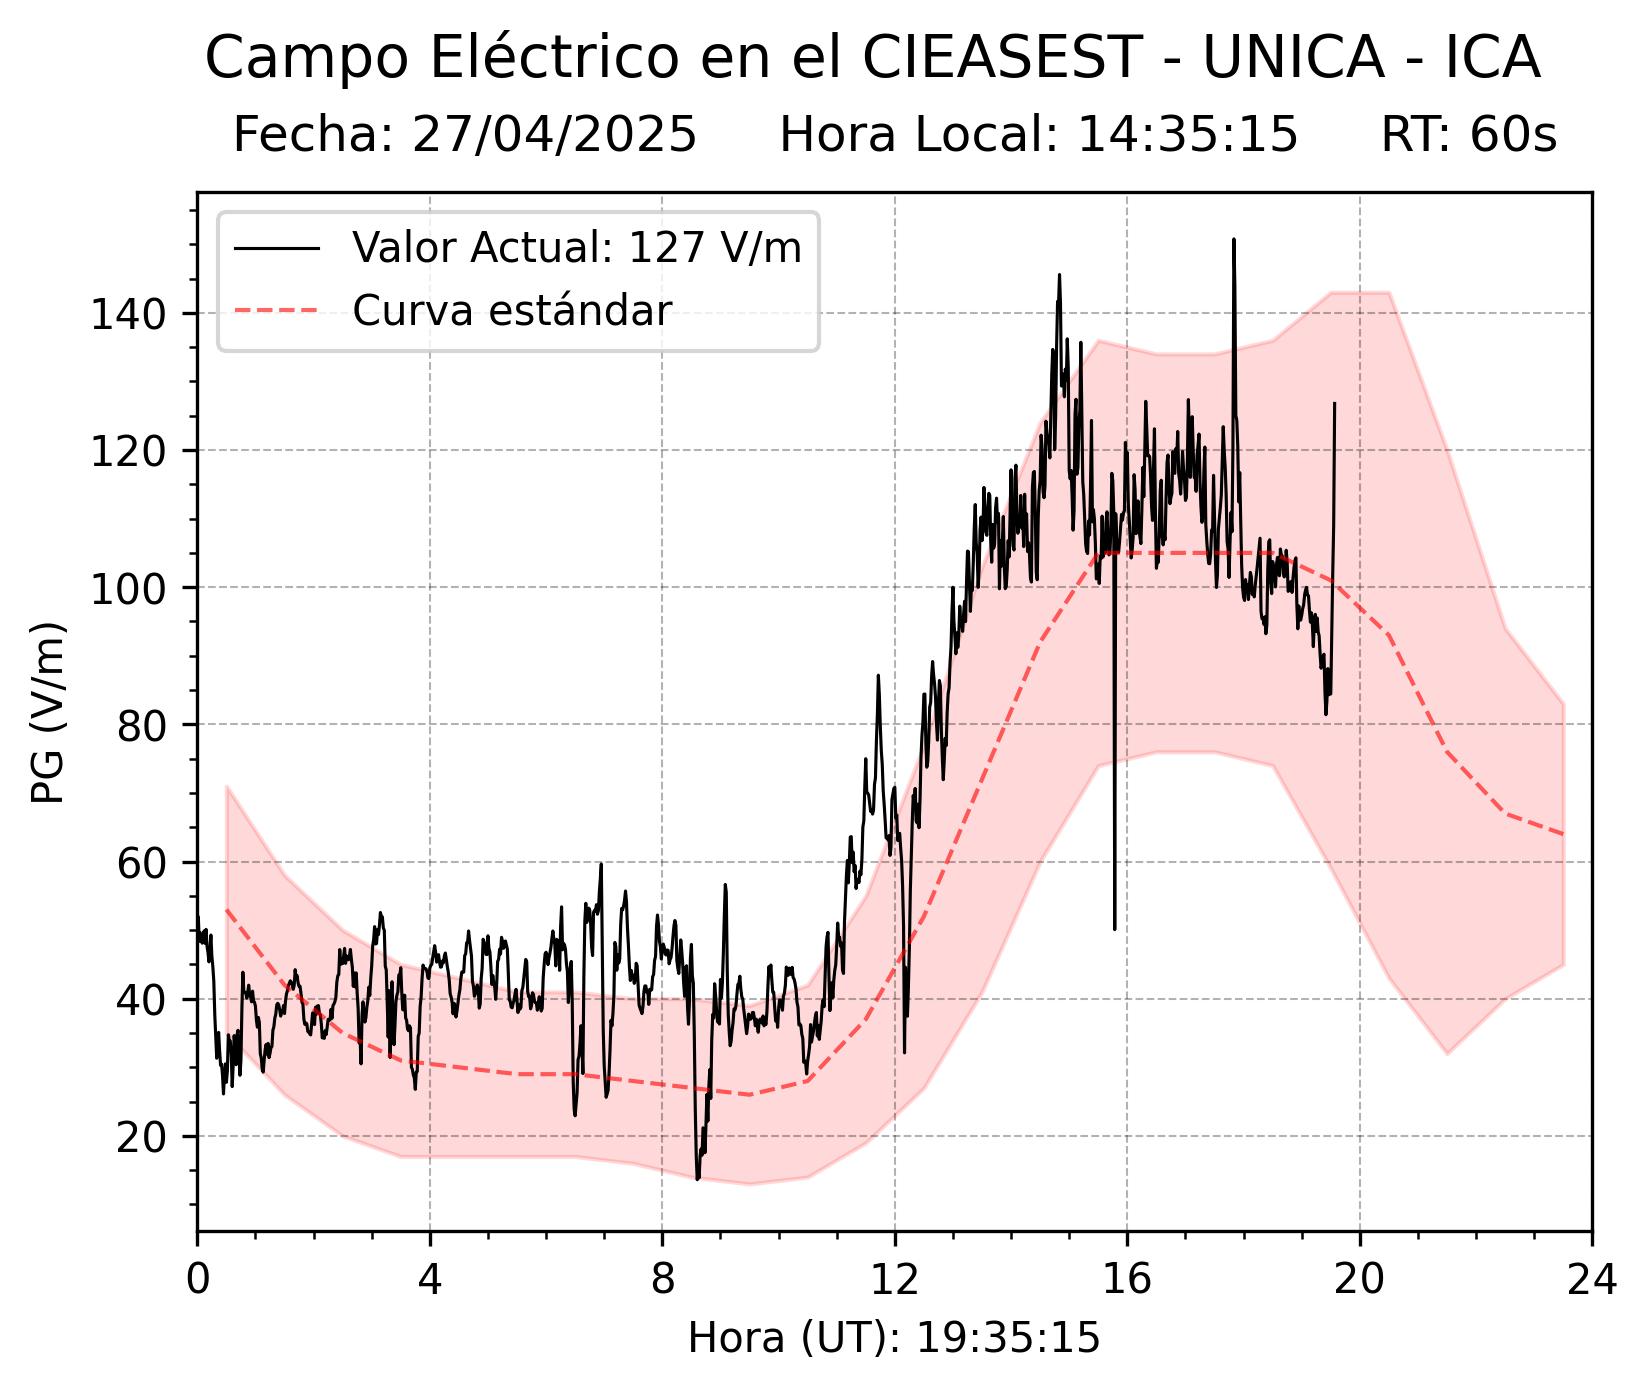 Campo Eléctrico en el CIEASEST - UNICA - ICA
Fecha: 27/04/2025 Hora Local: 14:35:15 RT: 60s
Valor Actual: 127 V/m
Curva estándar
PG (V/m)
140
120
100
80
60
40
20
0 4 8 12 16 20 24
Hora (UT): 19:35:15